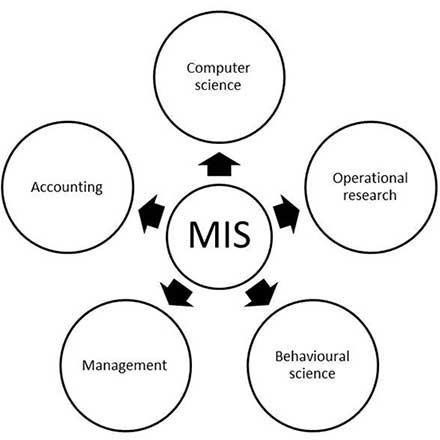 Computer
science
Accounting
Operational
research
MIS
Management
Behavioural
science